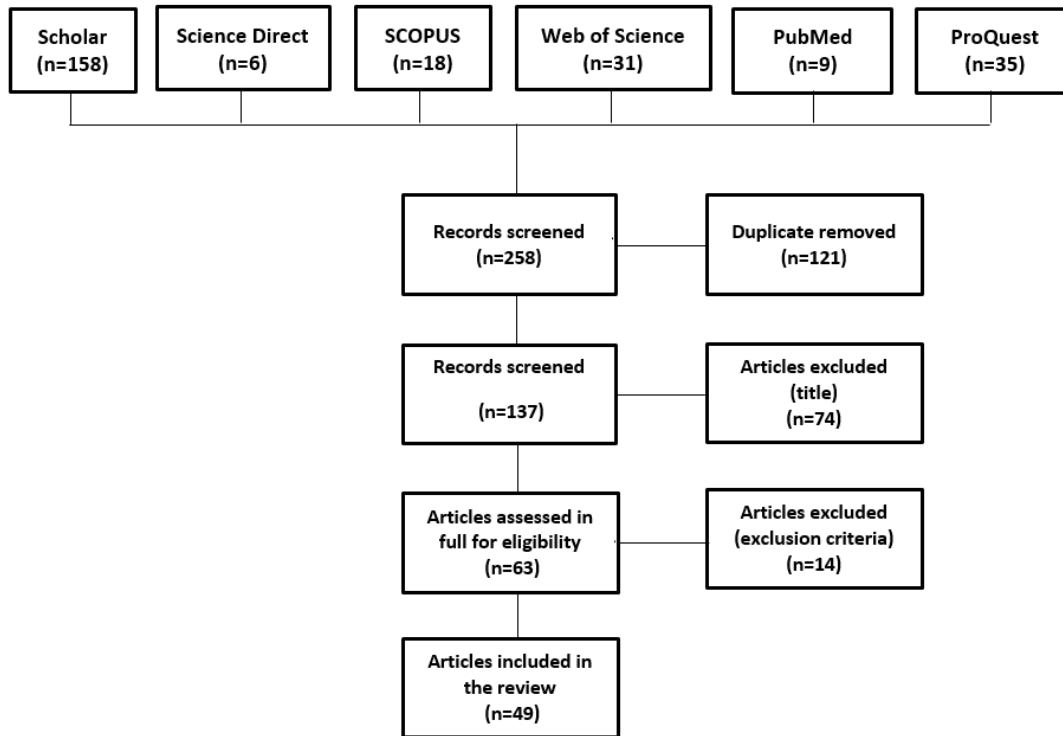 Scholar
(n=158)
Science Direct
(n=6)
SCOPUS
(n=18)
Web of Science
(n=31)
PubMed
(n=9)
ProQuest
(n=35)
Records screened
(n=258)
Duplicate removed
(n=121)
Records screened
(n=137)
Articles excluded
(title)
n=74)
Articles assessed in
full for eligibility
(n=63)
Articles excluded
(exclusion criteria)
(n=14)
Articles included in
the review
(n=49)